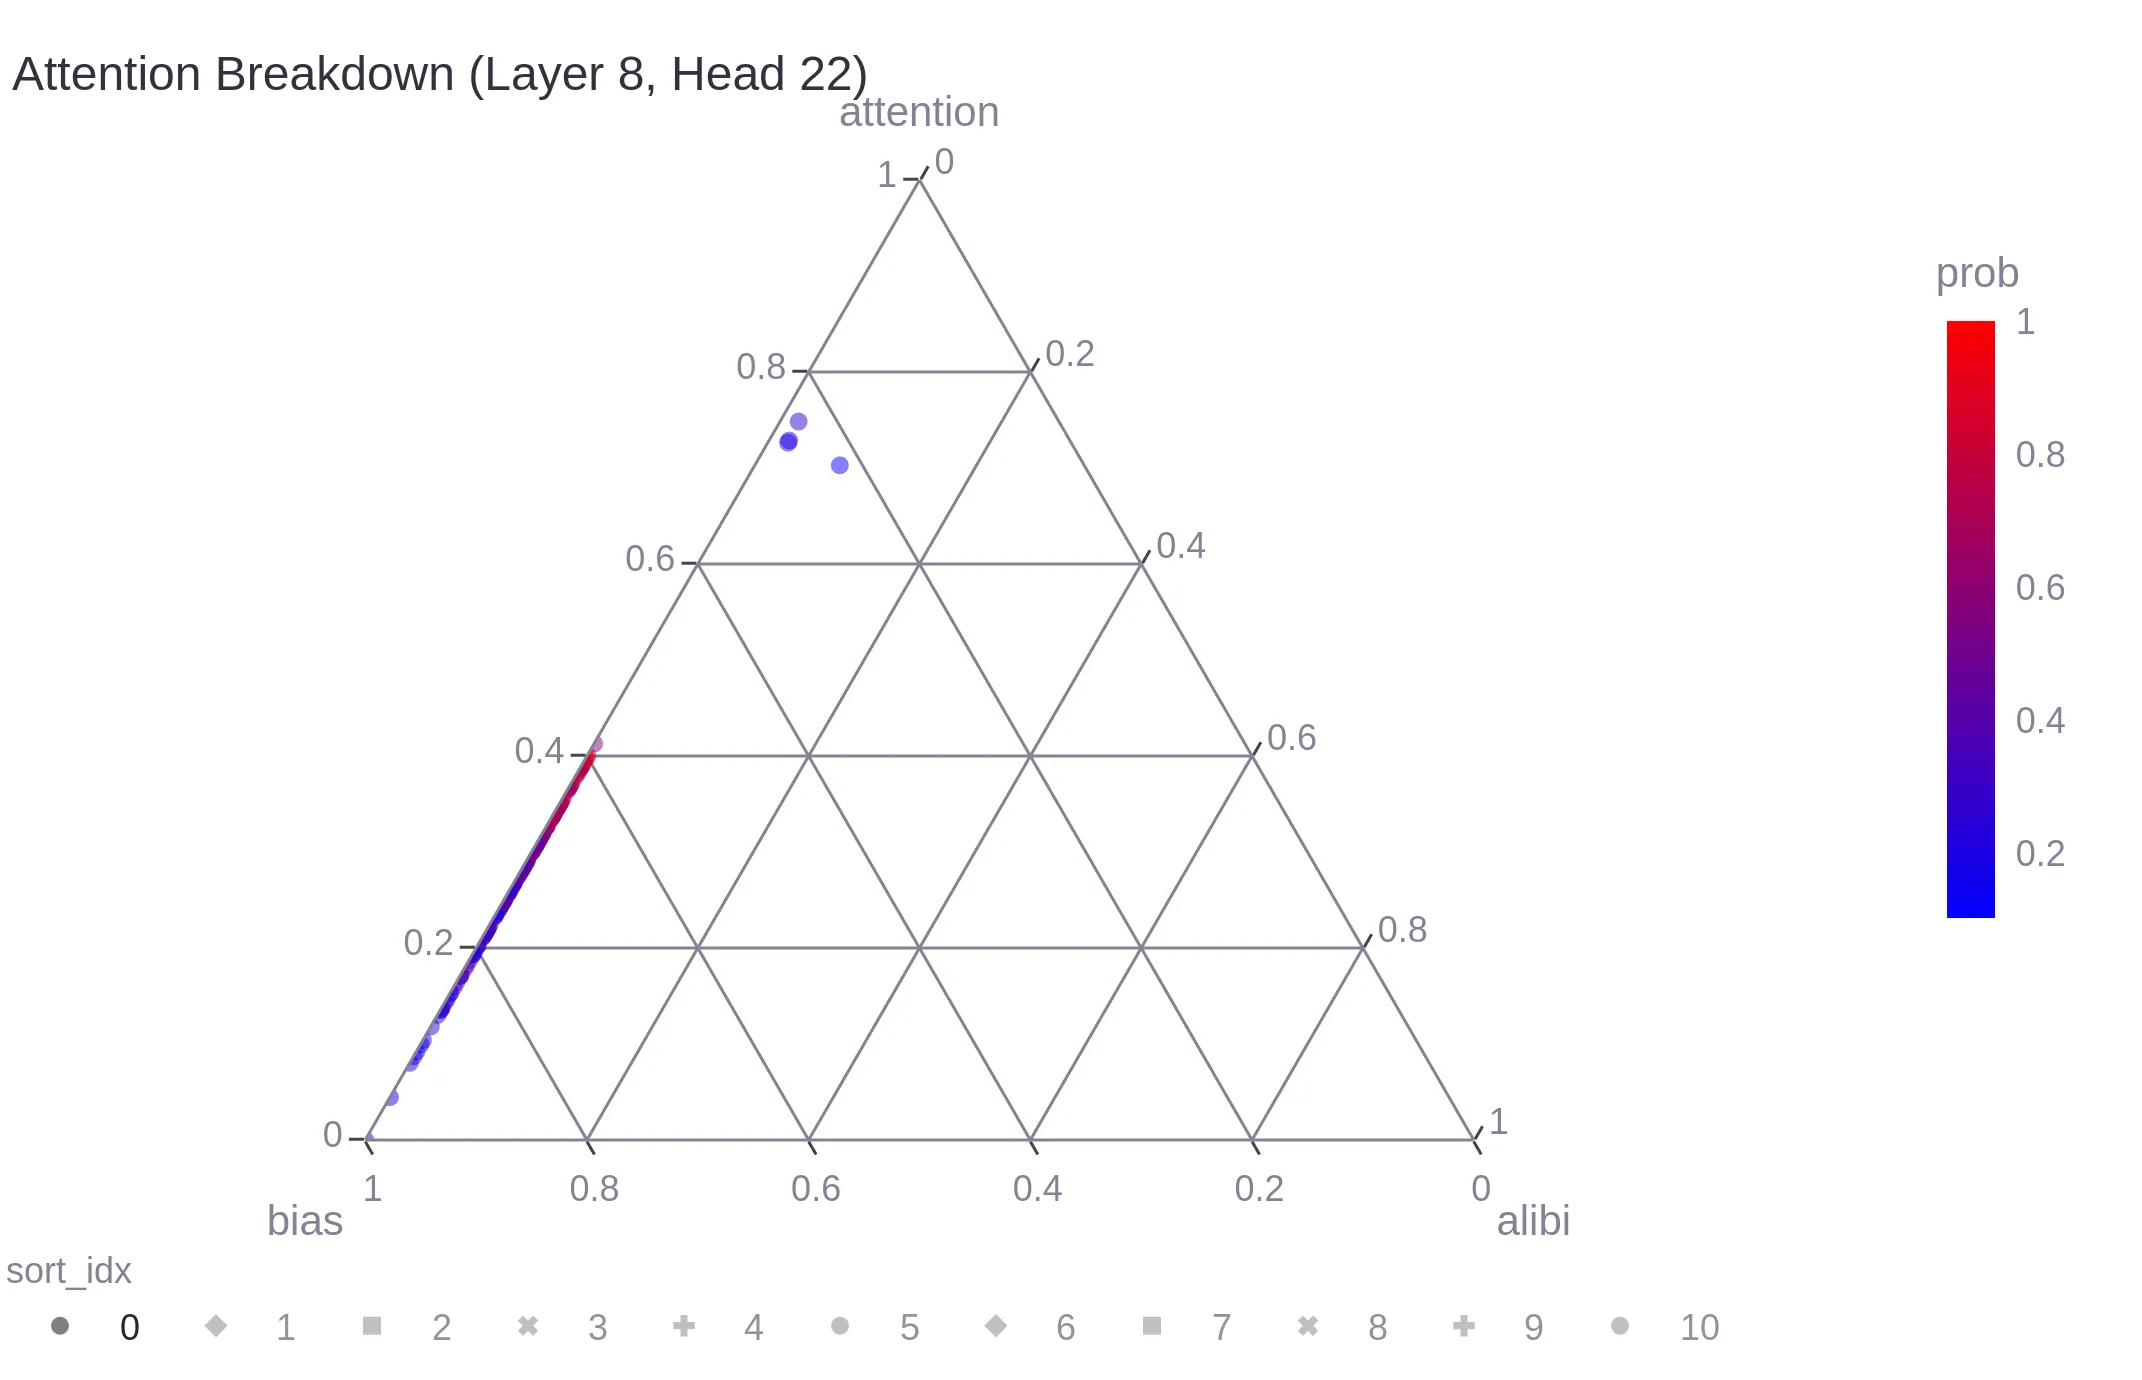 Attention Breakdown (Layer 8, Head 22)
attention
1 0
0.8 0.2
0.6 0.4
0.4 0.6
0.2 0.8
0 1
1 0.8 0.6 0.4 0.2 0
bias alibi
prob
1
0.8
0.6
0.4
0.2
sort_idx
0 1 2 3 4 5 6 7 8 9 10